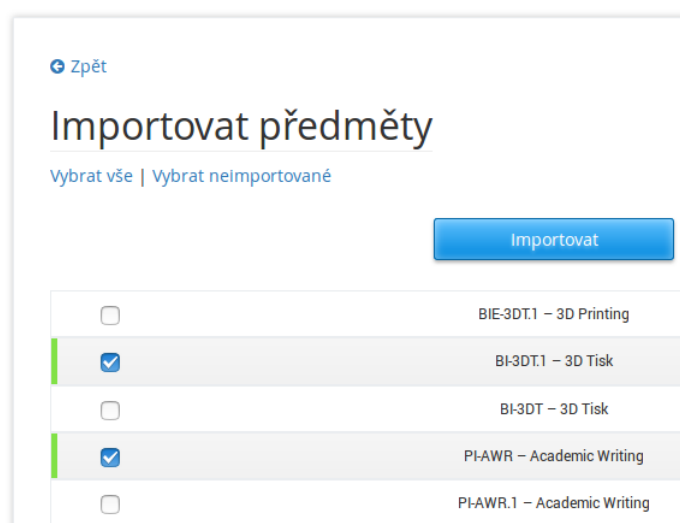 Zpět
Importovat předměty
Vybrat vše | Vybrat neimportované
Importovat
BIE-3DT.1 – 3D Printing
BI-3DT.1 – 3D Tisk
BI-3DT – 3D Tisk
PI-AWR – Academic Writing
PI-AWR.1 – Academic Writing